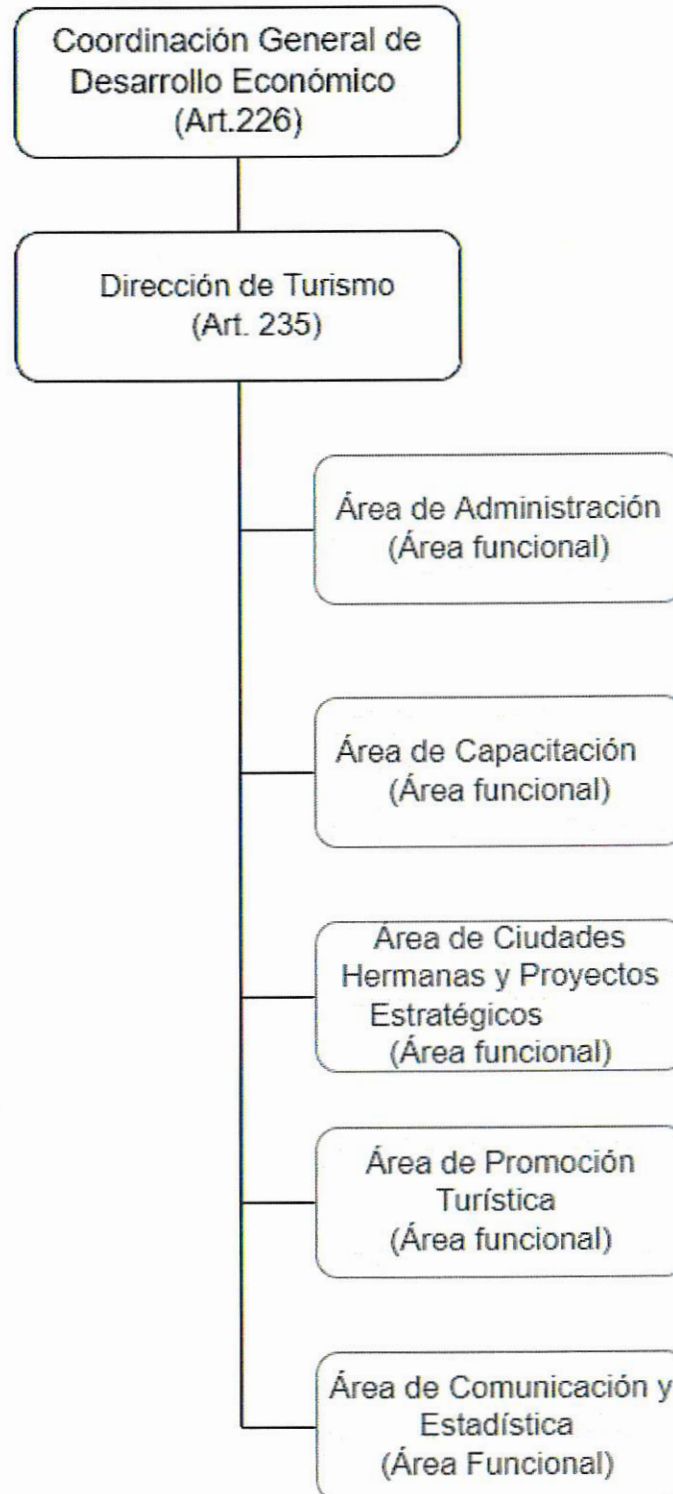 Coordinación General de
Desarrollo Económico
(Art.226)
Dirección de Turismo
(Art. 235)
Área de Administración
(Área funcional)
Área de Capacitación
(Área funcional)
Área de Ciudades
Hermanas y Proyectos
Estratégicos
(Área funcional)
Área de Promoción
Turística
(Área funcional)
Área de Comunicación y
Estadística
(Área Funcional)